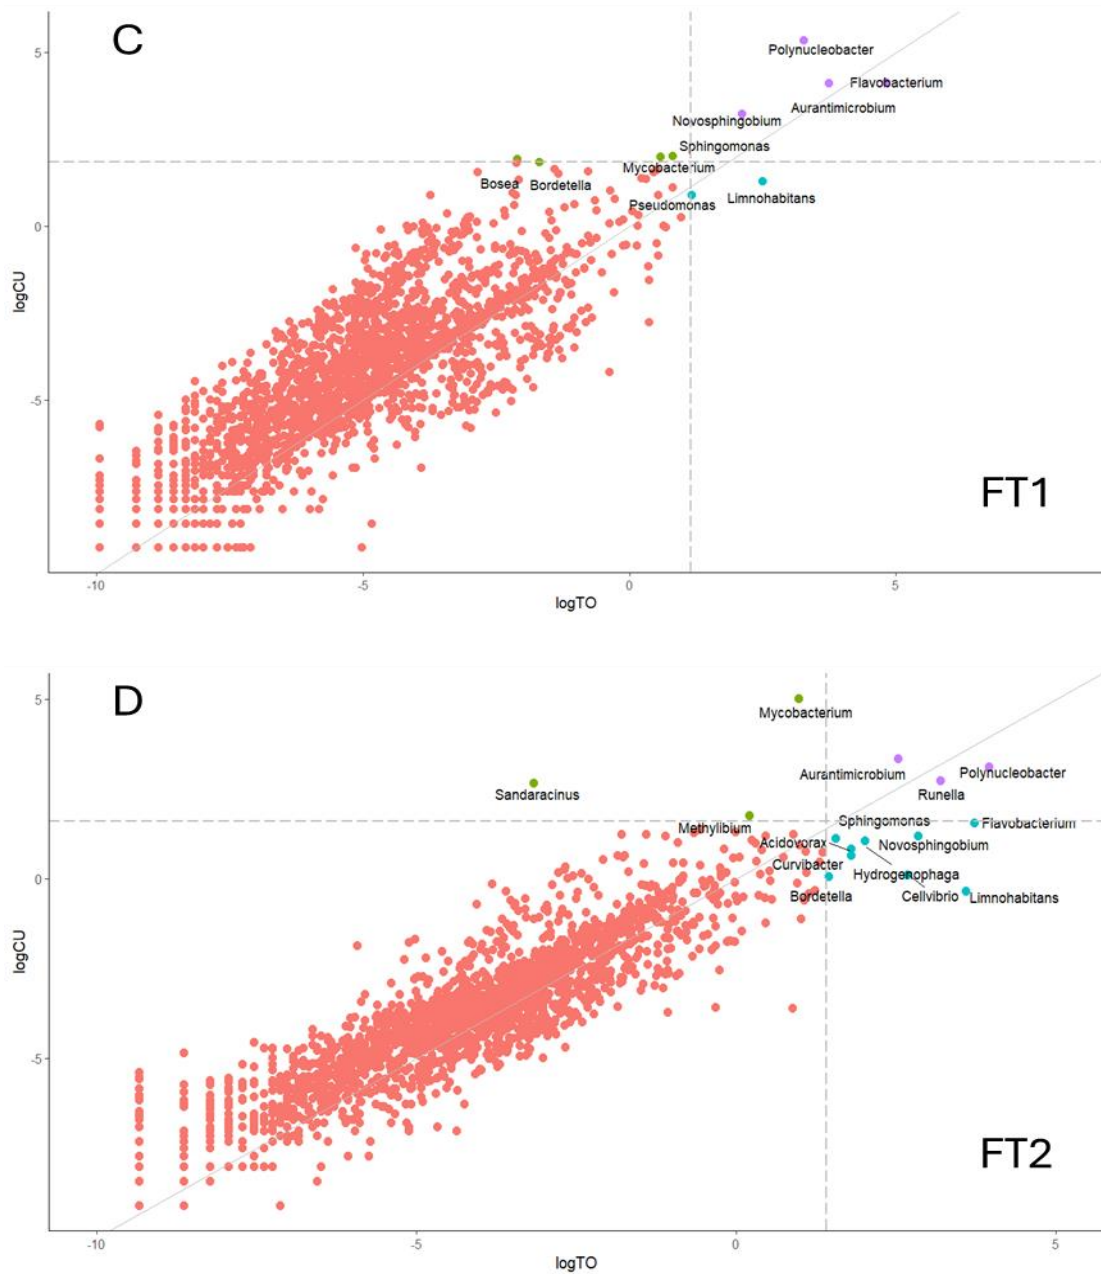 C
5
Polynucleobacter
Flavobacterium
Aurantimicrobium
Novosphingobium
Sphingomonas
Mycobacterium
Bosea
Bordetella
Pseudomonas
Limnohabitans
0
logCU
-5
FT1
-10
-5
0
5
logTO
D
5
Mycobacterium
Aurantimicrobium
Polynucleobacter
Runella
Sandaracinus
Methylibium
Sphingomonas
Flavobacterium
Acidovorax
Novosphingobium
Curvibacter
Hydrogenophaga
0
Bordetella
Cellvibrio
Limnohabitans
logCU
-5
FT2
-10
-5
0
5
logTO